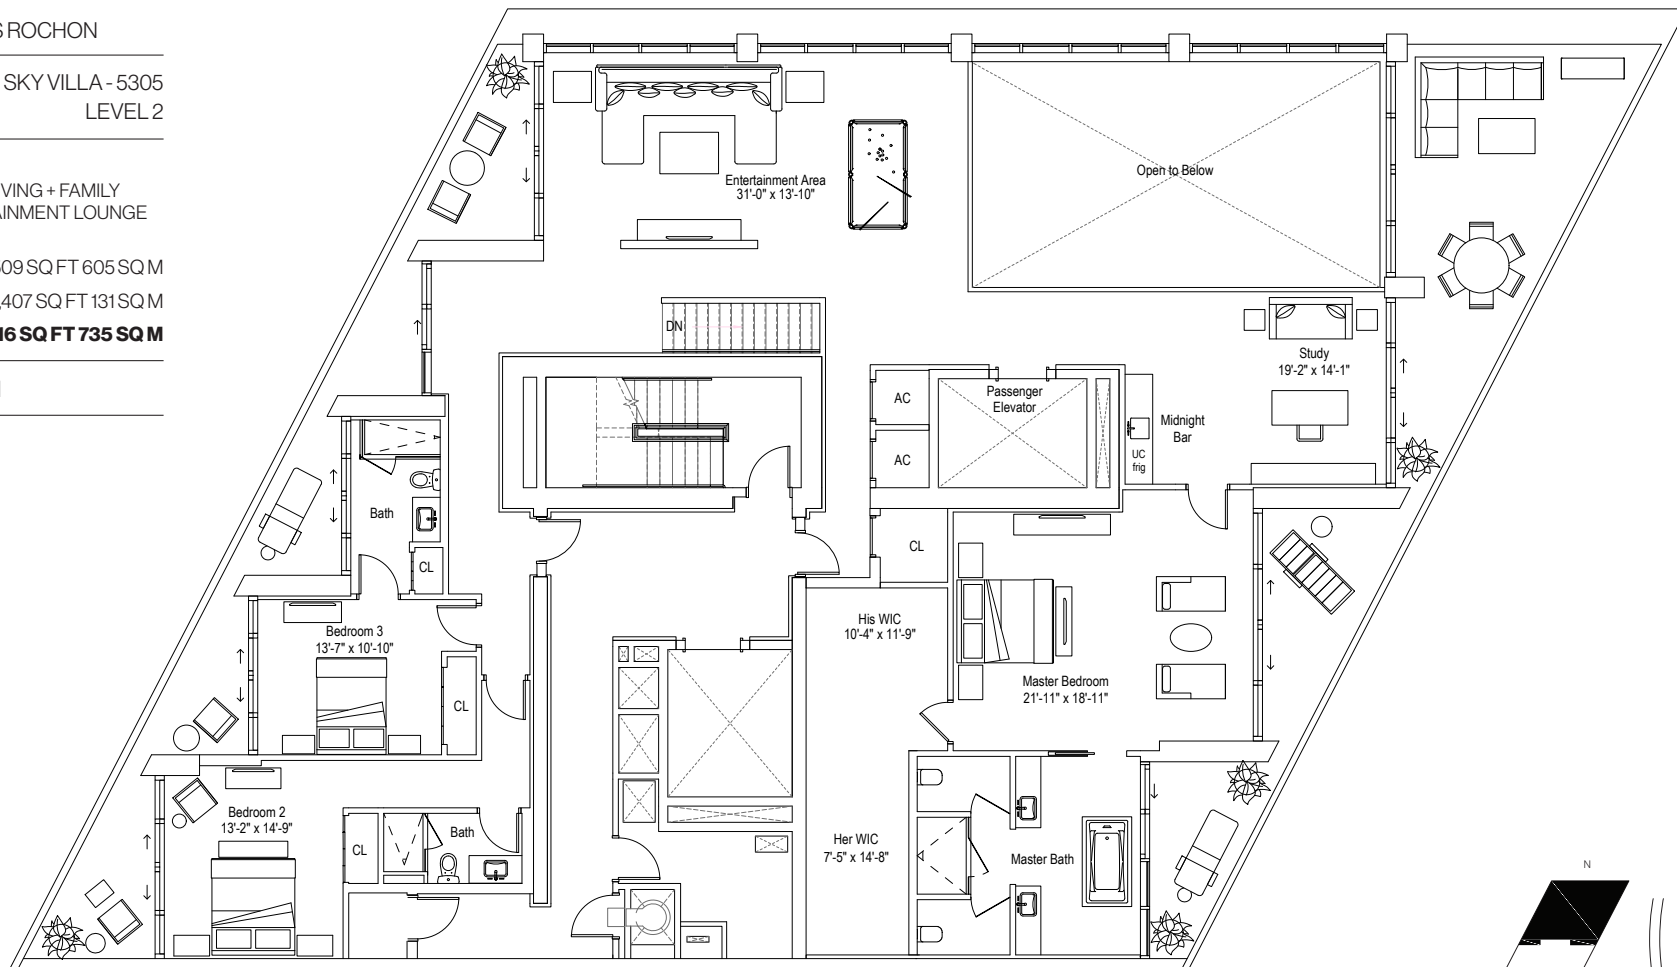 S ROCHON
SKY VILLA - 5305
LEVEL 2
VING + FAMILY
AINMENT LOUNGE
09 SQ FT 605 SQ M
,407 SQ FT 131 SQ M
16 SQ FT 735 SQ M
Entertainment Area
31'-0" x 13'-10"
Open to Below
DN
Study
19'-2" x 14'-1"
AC
Passenger
Elevator
Midnight
Bar
AC
UC
frig
Bath
CL
CL
His WIC
10'-4" x 11'-9"
Bedroom 3
13'-7" x 10'-10"
Master Bedroom
21'-11" x 18'-11"
CL
Bedroom 2
13'-2" x 14'-9"
CL
Bath
Her WIC
7'-5" x 14'-8"
Master Bath
N